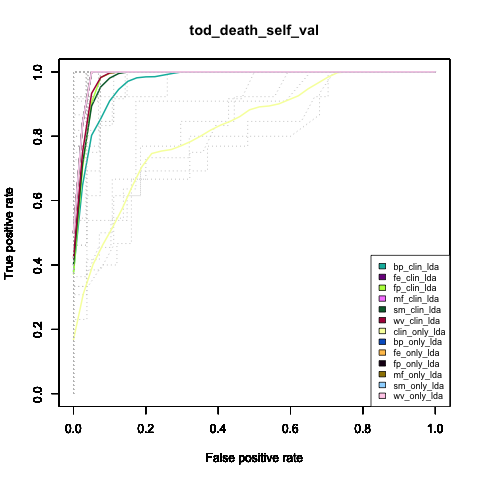 tod_death_self_val
True positive rate
1.0
0.8
0.6
0.4
0.2
0.0
bp_clin_lda
fe_clin_lda
fp_clin_lda
mf_clin_lda
sm_clin_lda
wv_clin_lda
clin_only_lda
bp_only_lda
fe_only_lda
fp_only_lda
mf_only_lda
sm_only_lda
wv_only_lda
0.0 0.2 0.4 0.6 0.8 1.0
False positive rate